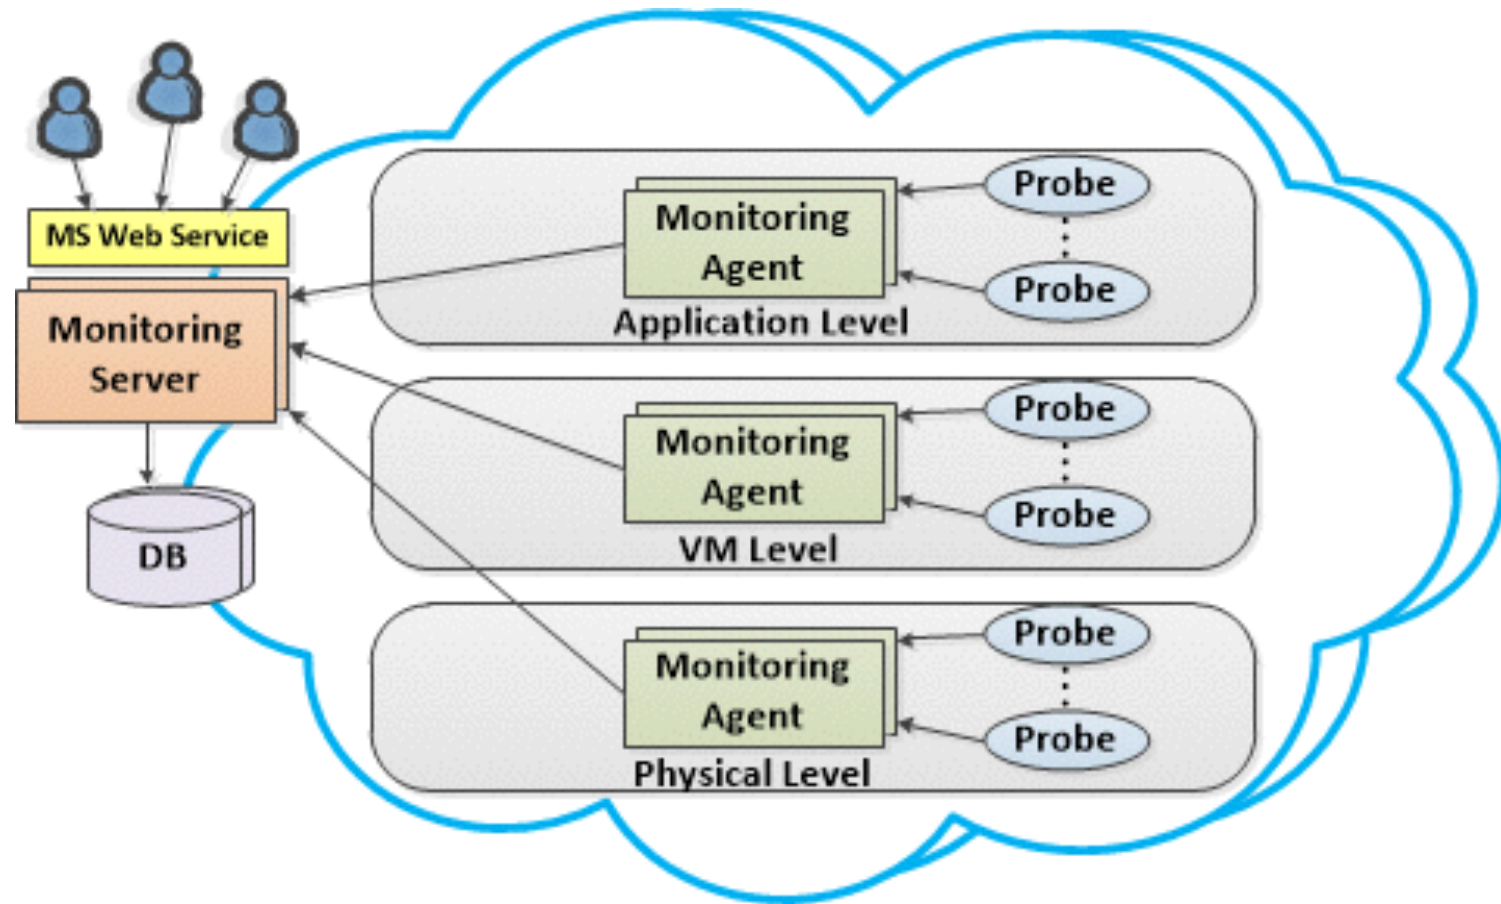 MS Web Service
Monitoring
Server
DB
Monitoring
Agent
Probe
Probe
Application Level
Monitoring
Agent
Probe
Probe
VM Level
Monitoring
Agent
Probe
Probe
Physical Level